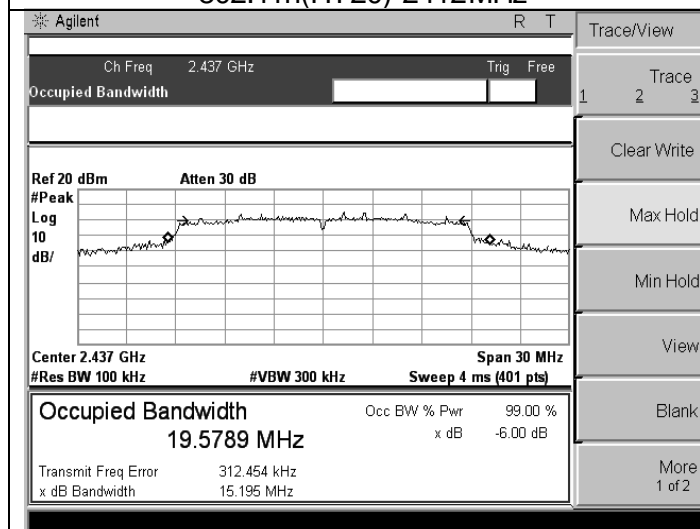 Agilent R T
Ch Freq 2.437 GHz Trig Free
Occupied Bandwidth
Ref 20 dBm Atten 30 dB
#Peak
Log
10
dB/
Center 2.437 GHz Span 30 MHz
#Res BW 100 kHz #VBW 300 kHz Sweep 4 ms (401 pts)
Occupied Bandwidth Occ BW % Pwr 99.00 %
19.5789 MHz x dB -6.00 dB
Transmit Freq Error 312.454 kHz
x dB Bandwidth 15.195 MHz
Trace/View
Trace
1 2 3
Clear Write
Max Hold
Min Hold
View
Blank
More
1 of 2